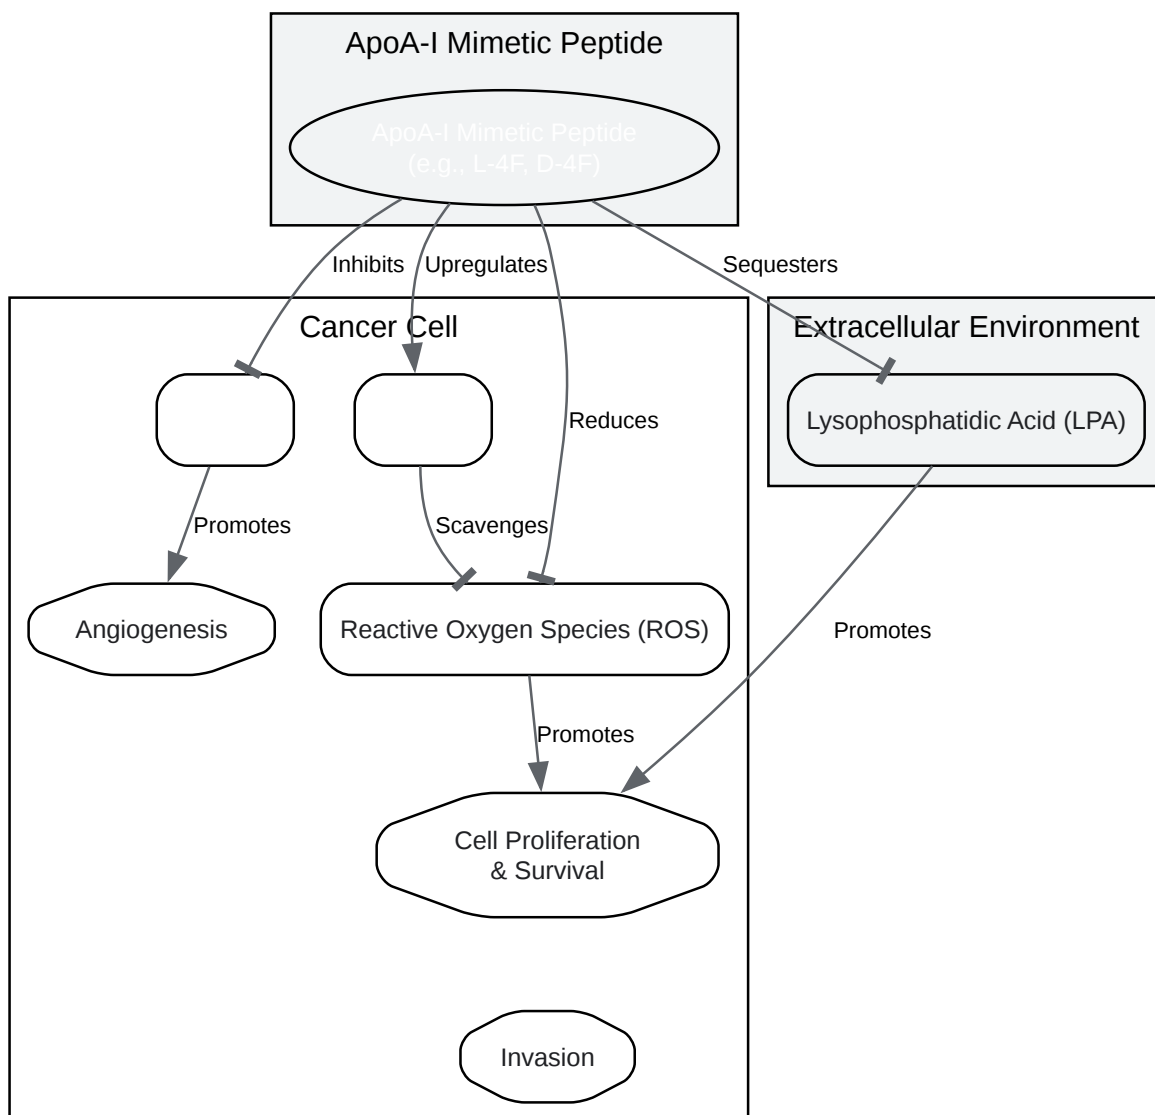 ApoA-I Mimetic Peptide
ApoA-I Mimetic Peptide
(e.g., L-4F, D-4F)
Inhibits
Upregulates
Sequesters
Cancer Cell
Extracellular Environment
Reduces
Lysophosphatidic Acid (LPA)
Promotes
Scavenges
Angiogenesis
Reactive Oxygen Species (ROS)
Promotes
Promotes
Cell Proliferation
& Survival
Invasion